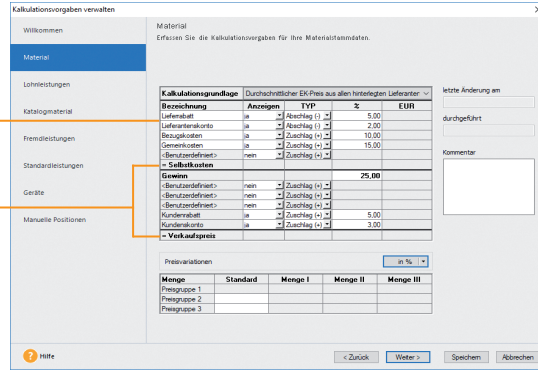 Kalkulationsvorgaben verwalten
Willkommen
Material
Lohnleistungen
Katalogmaterial
Fremdleistungen
Standardleistungen
Geräte
Manuelle Positionen
Material
Erfassen Sie die Kalkulationsvorgaben für Ihre Materialstammdaten.
Kalkulationsgrundlage Durchschnittlicher EK-Preis aus allen hinterlegten Lieferanten
Bezeichnung Anzeigen TYP % EUR
Lieferrabatt ja Abschlag (-) 5,00
Lieferantenskonto ja Abschlag (-) 2,00
Bezugskosten ja Zuschlag (+) 10,00
Gemeinkosten ja Zuschlag (+) 15,00
<Benutzerdefiniert> nein Zuschlag (+)
= Selbstkosten
Gewinn 25,00
<Benutzerdefiniert> nein Zuschlag (+)
<Benutzerdefiniert> nein Zuschlag (+)
<Benutzerdefiniert> nein Zuschlag (+)
Kundenrabatt ja Zuschlag (+) 5,00
Kundenskonto ja Zuschlag (+) 3,00
= Verkaufspreis
letzte Änderung am
durchgeführt
Kommentar
Preisvariationen in %
Menge Standard Menge I Menge II Menge III
Preisgruppe 1
Preisgruppe 2
Preisgruppe 3
? Hilfe
< Zurück Weiter > Speichern Abbrechen